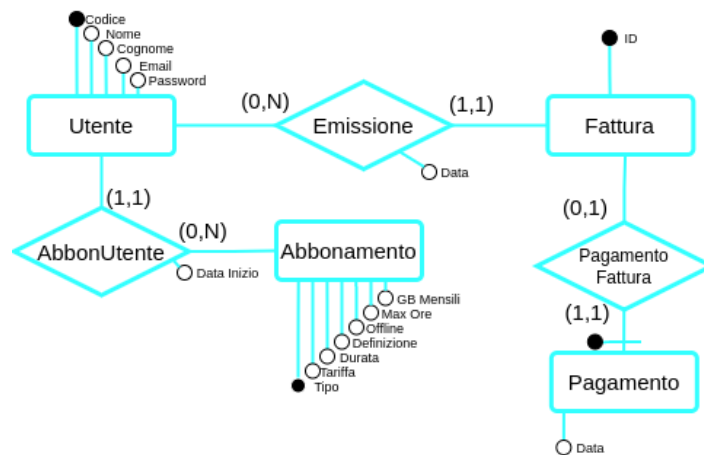 Codice
Nome
Cognome
Email
Password
Utente
(0,N)
Emissione
(1,1)
Data
ID
Fattura
(1,1)
AbbonUtente
(0,N)
Data Inizio
Abbonamento
GB Mensili
Max Ore
Offline
Definizione
Durata
Tariffa
Tipo
(0,1)
Pagamento
Fattura
(1,1)
Pagamento
Data